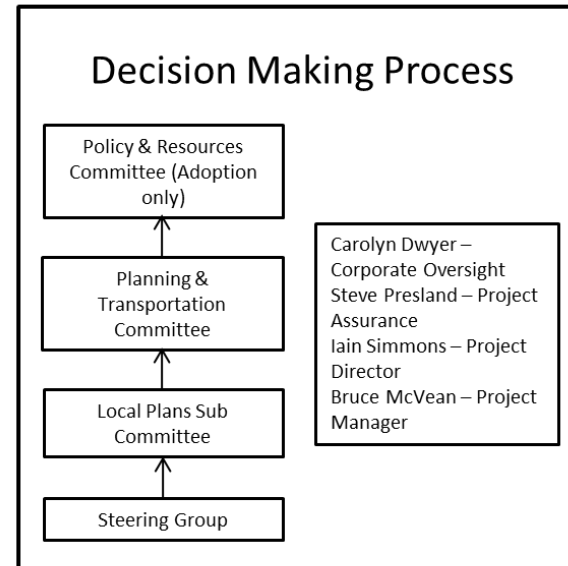 Decision Making Process
Policy & Resources
Committee (Adoption
only)
Planning &
Transportation
Committee
Local Plans Sub
Committee
Steering Group
Carolyn Dwyer –
Corporate Oversight
Steve Presland – Project
Assurance
Iain Simmons – Project
Director
Bruce McVean – Project
Manager